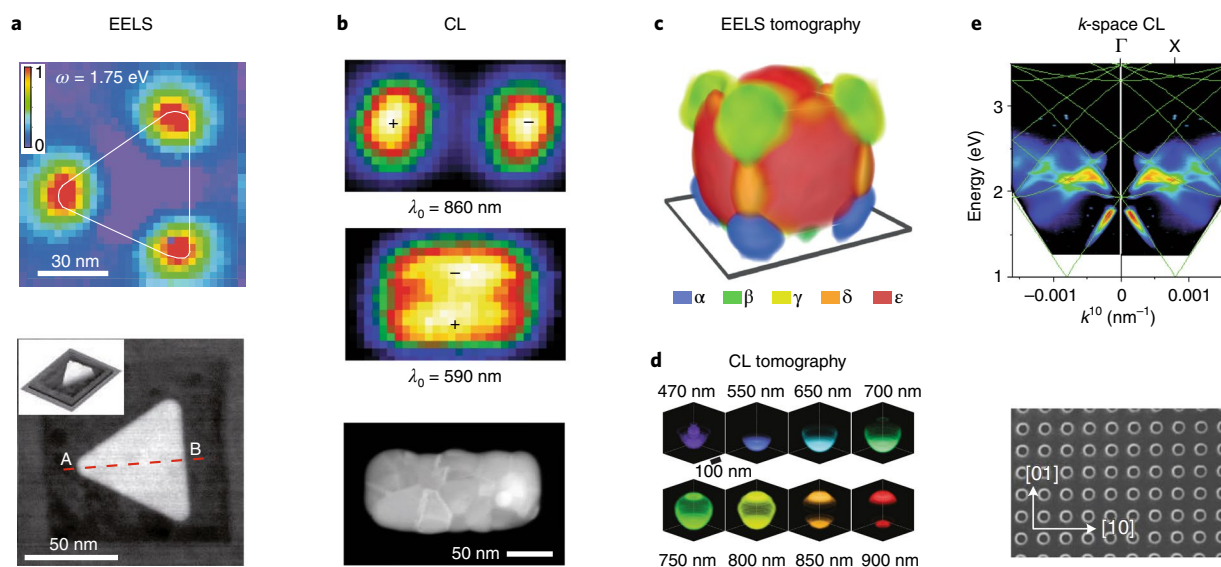 a EELS
1
0
ω = 1.75 eV
30 nm
A B
50 nm
b CL
+ −
λ0 = 860 nm
−
+
λ0 = 590 nm
50 nm
c EELS tomography
α β γ δ ε
d CL tomography
470 nm 550 nm 650 nm 700 nm
100 nm
750 nm 800 nm 850 nm 900 nm
e k-space CL
Γ X
3
2
1
Energy (eV)
−0.001 0 0.001
k¹⁰ (nm⁻¹)
[01]
[10]